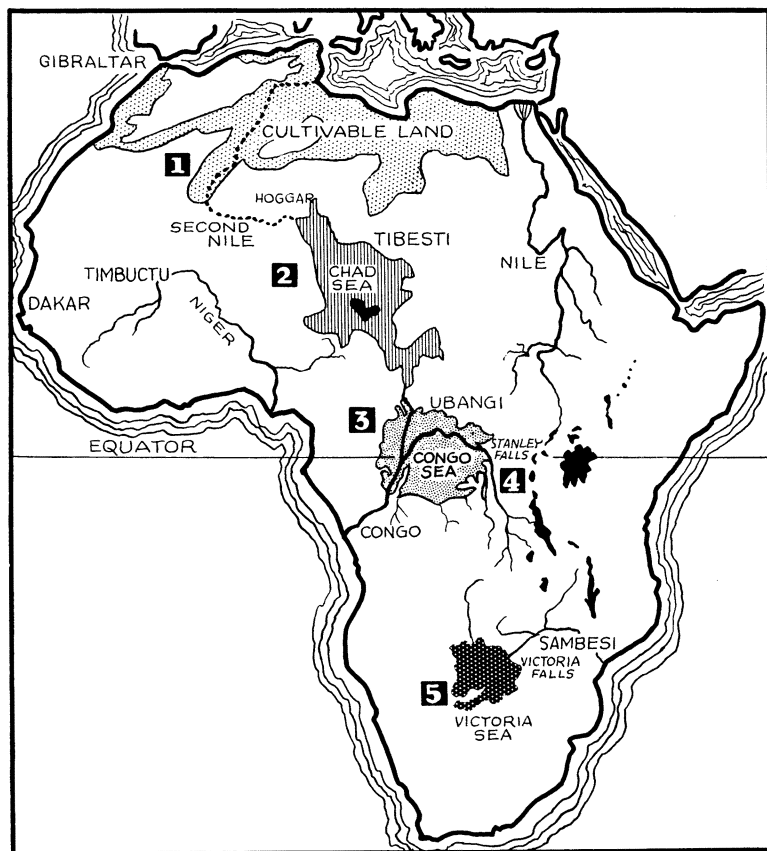 GIBRALTAR
CULTIVABLE LAND
1
HOGGAR
SECOND
NILE
TIBESTI
NILE
2
CHAD
SEA
TIMBUCTU
DAKAR
NIGER
3
UBANGI
EQUATOR
STANLEY
FALLS
CONGO
SEA
4
CONGO
SAMBESI
VICTORIA
FALLS
5
VICTORIA
SEA